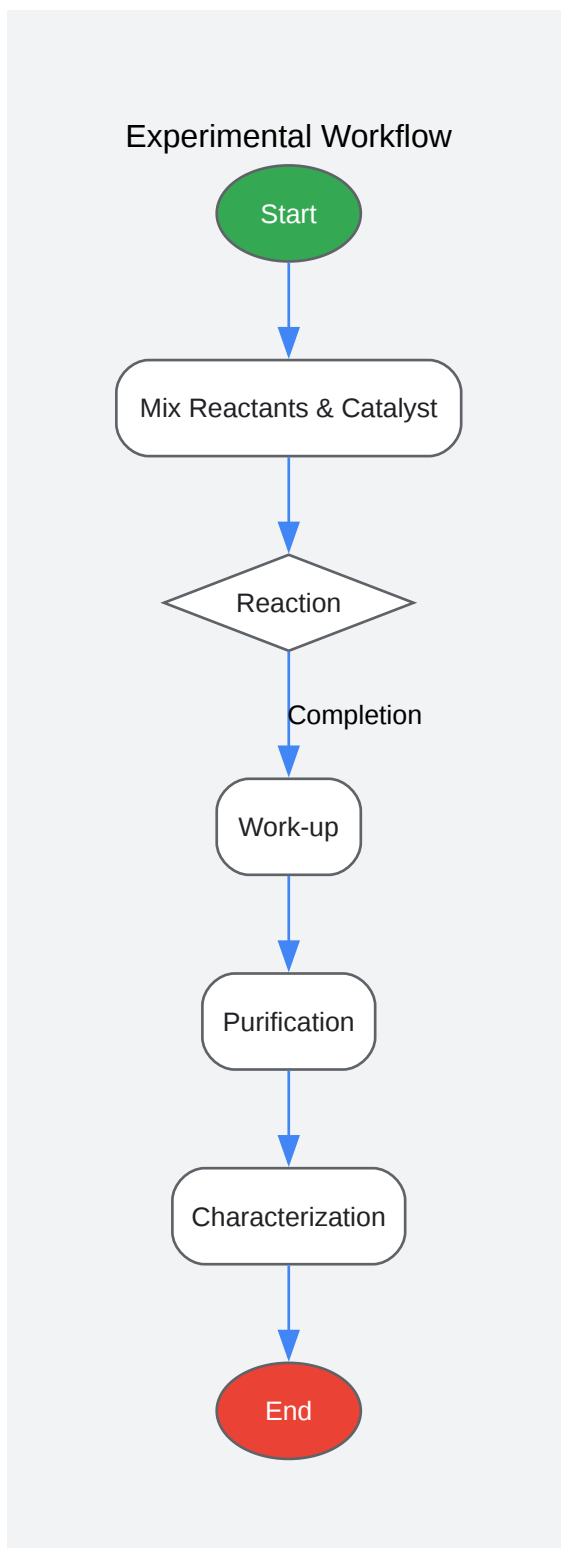 Experimental Workflow
Start
Mix Reactants & Catalyst
Reaction
Completion
Work-up
Purification
Characterization
End